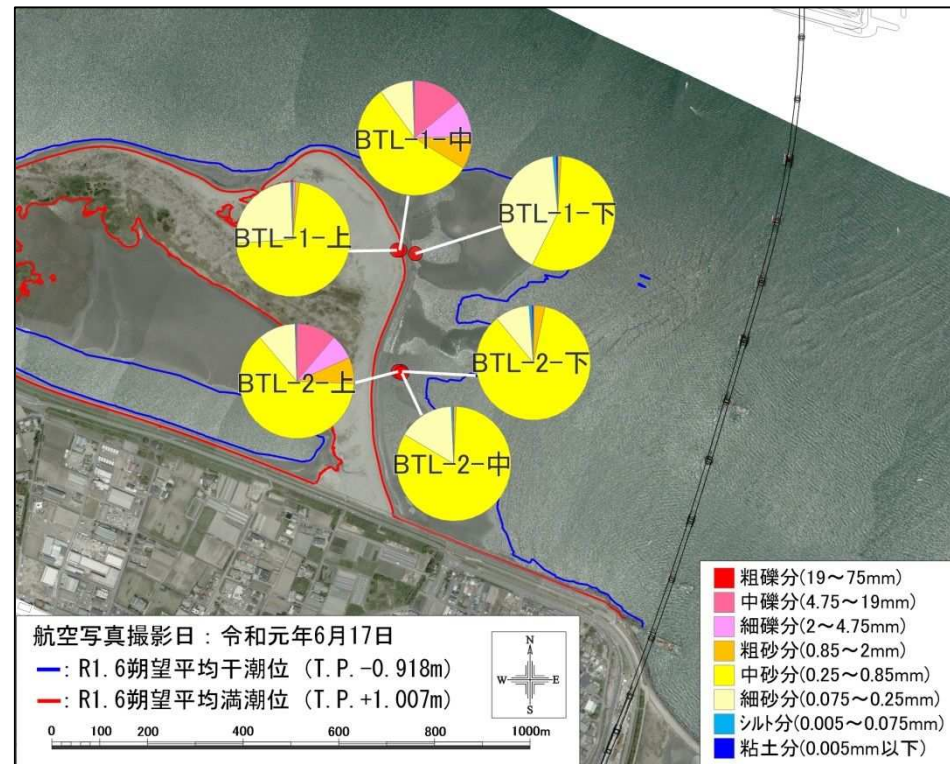 BTL-1-中
BTL-1-下
BTL-1-上
BTL-2-下
BTL-2-上
BTL-2-中
航空写真撮影日：令和元年6月17日
: R1.6朔望平均干潮位 (T.P.-0.918m)
: R1.6朔望平均満潮位 (T.P.+1.007m)
N
W E
S
0 200 400 600 800 1000m
粗礫分(19～75mm)
中礫分(4.75～19mm)
細礫分(2～4.75mm)
粗砂分(0.85～2mm)
中砂分(0.25～0.85mm)
細砂分(0.075～0.25mm)
シルト分(0.005～0.075mm)
粘土分(0.005mm以下)